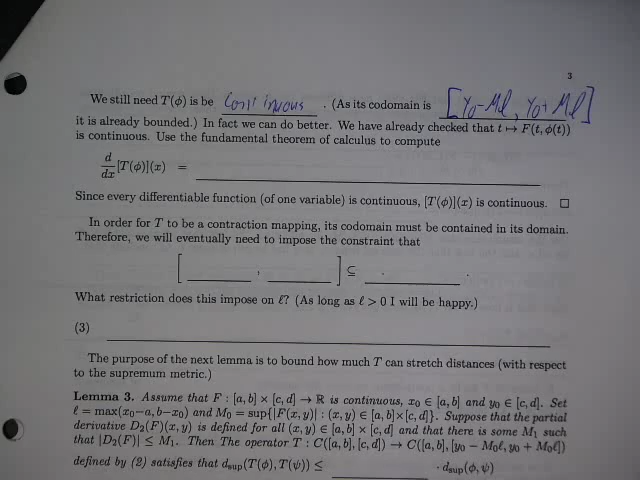 3
We still need T(ϕ) is be continuous . (As its codomain is [y0-Ml, y0+Ml]
it is already bounded.) In fact we can do better. We have already checked that t ↦ F(t, ϕ(t))
is continuous. Use the fundamental theorem of calculus to compute
d/dx [T(ϕ)](x) = ____
Since every differentiable function (of one variable) is continuous, [T(ϕ)](x) is continuous. □
In order for T to be a contraction mapping, its codomain must be contained in its domain.
Therefore, we will eventually need to impose the constraint that
[ ____ , ____ ] ⊆ ____ .
What restriction does this impose on ℓ? (As long as ℓ > 0 I will be happy.)
(3) ____
The purpose of the next lemma is to bound how much T can stretch distances (with respect
to the supremum metric.)
Lemma 3. Assume that F : [a, b] × [c, d] → ℝ is continuous, x0 ∈ [a, b] and y0 ∈ [c, d]. Set
ℓ = max(x0−a, b−x0) and M0 = sup{|F(x, y)| : (x, y) ∈ [a, b]×[c, d]}. Suppose that the partial
derivative D2(F)(x, y) is defined for all (x, y) ∈ [a, b] × [c, d] and that there is some M1 such
that |D2(F)| ≤ M1. Then The operator T : C([a, b], [c, d]) → C([a, b], [y0 − M0ℓ, y0 + M0ℓ])
defined by (2) satisfies that dsup(T(ϕ), T(ψ)) ≤ ____ · dsup(ϕ, ψ)